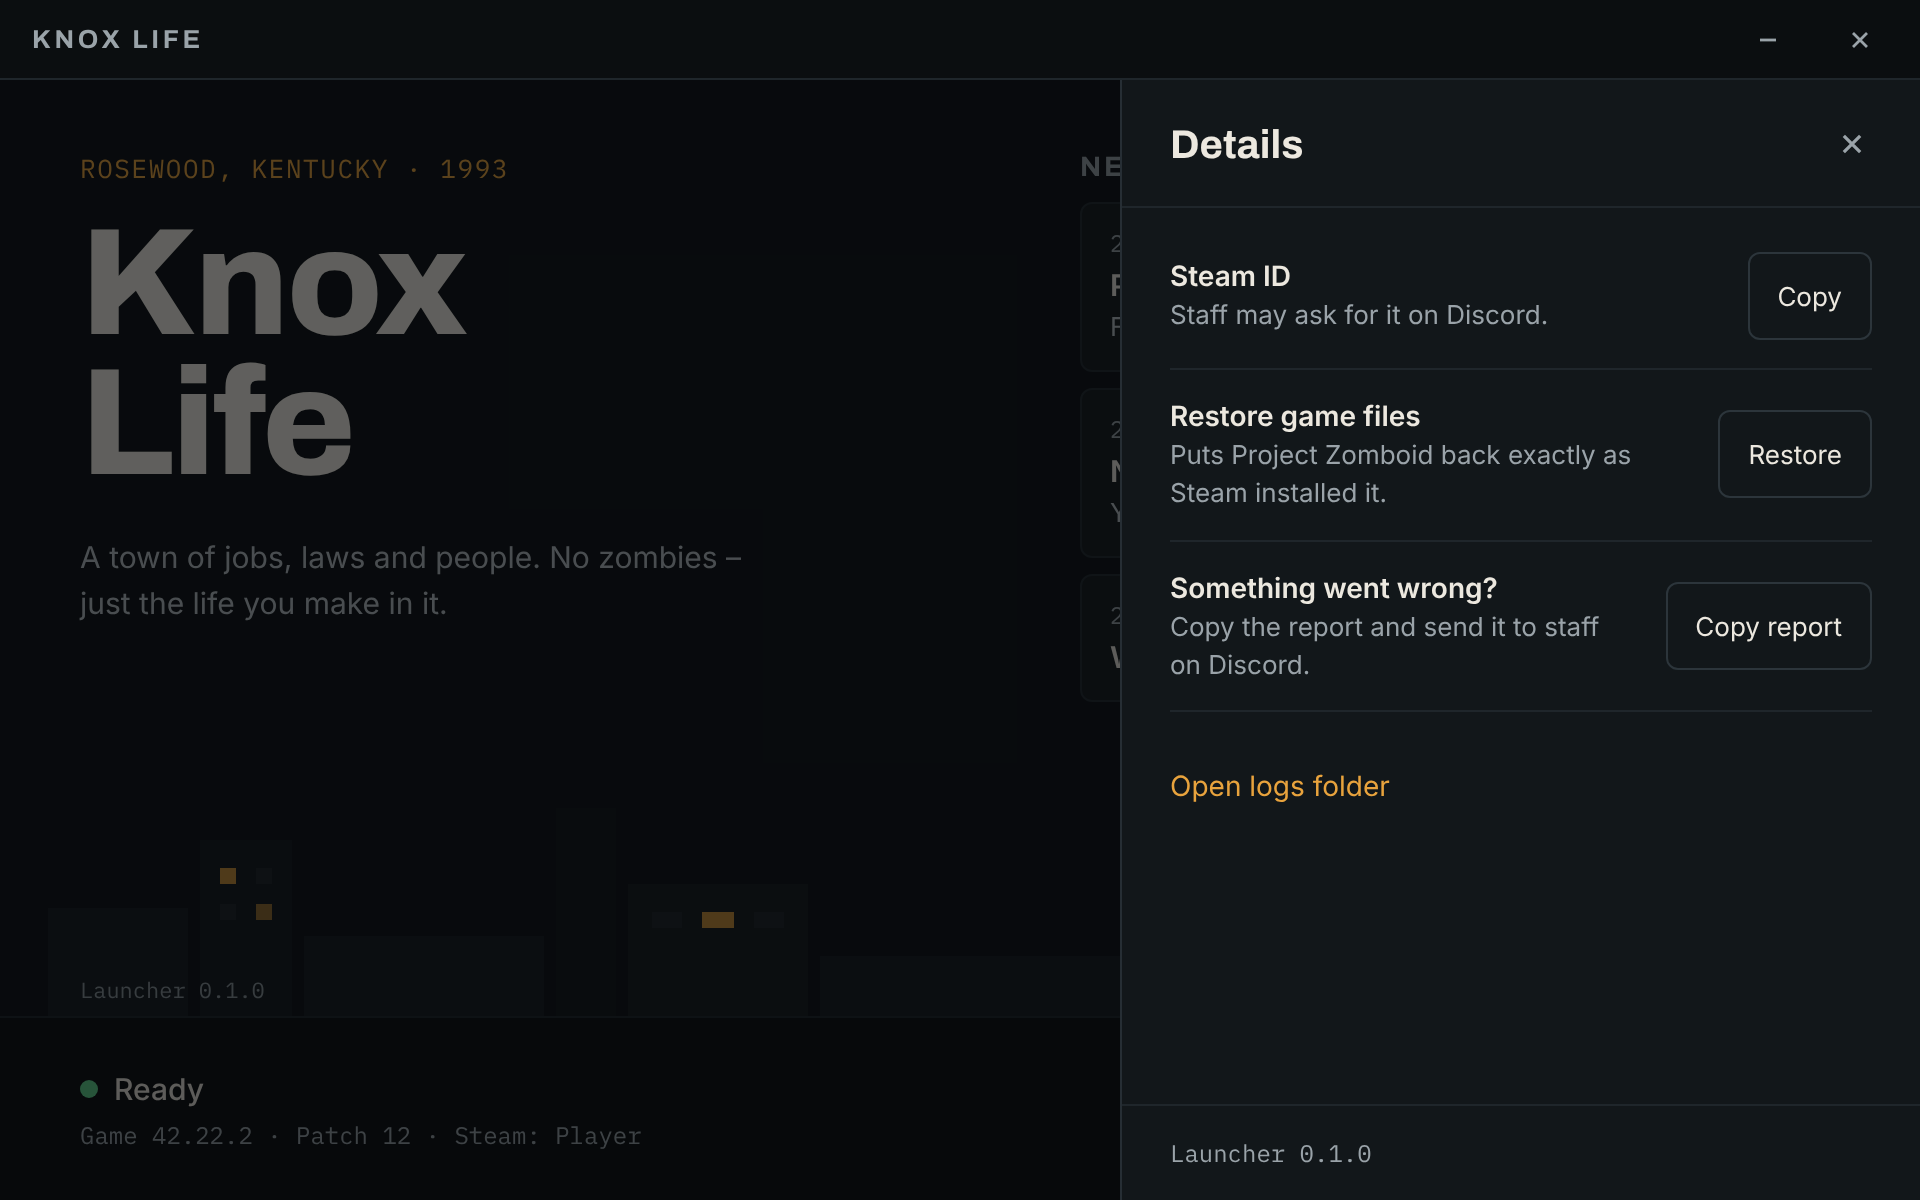 KNOX LIFE
ROSEWOOD, KENTUCKY · 1993
Knox
Life
A town of jobs, laws and people. No zombies –
just the life you make in it.
Launcher 0.1.0
Ready
Game 42.22.2 · Patch 12 · Steam: Player
Details
Steam ID
Staff may ask for it on Discord.
Copy
Restore game files
Puts Project Zomboid back exactly as
Steam installed it.
Restore
Something went wrong?
Copy the report and send it to staff
on Discord.
Copy report
Open logs folder
Launcher 0.1.0